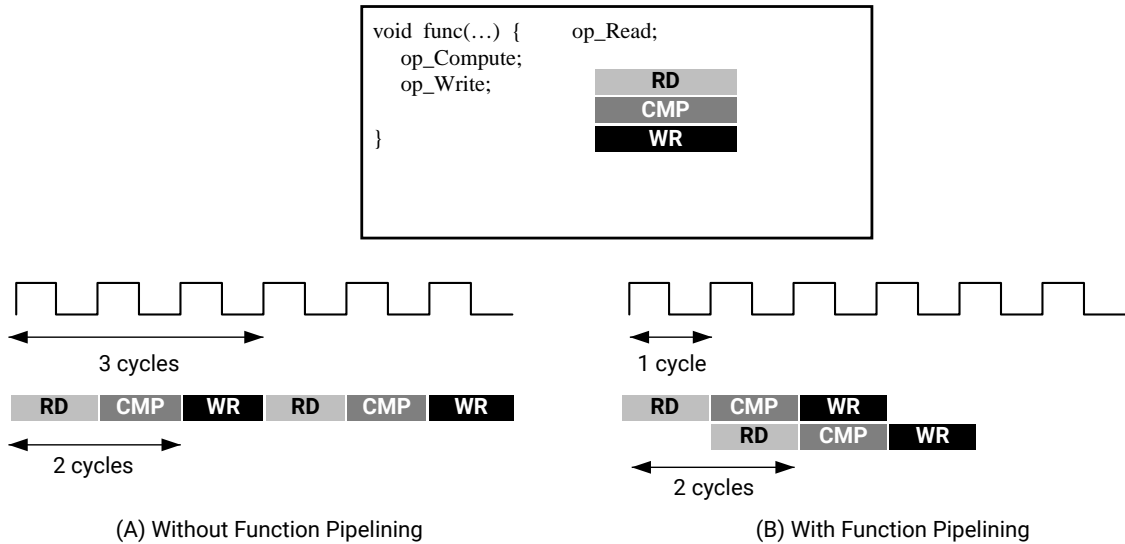 void func(…) { op_Read;
op_Compute;
op_Write;
}
RD
CMP
WR
3 cycles
RD CMP WR RD CMP WR
2 cycles
(A) Without Function Pipelining
1 cycle
RD CMP WR
RD CMP WR
2 cycles
(B) With Function Pipelining